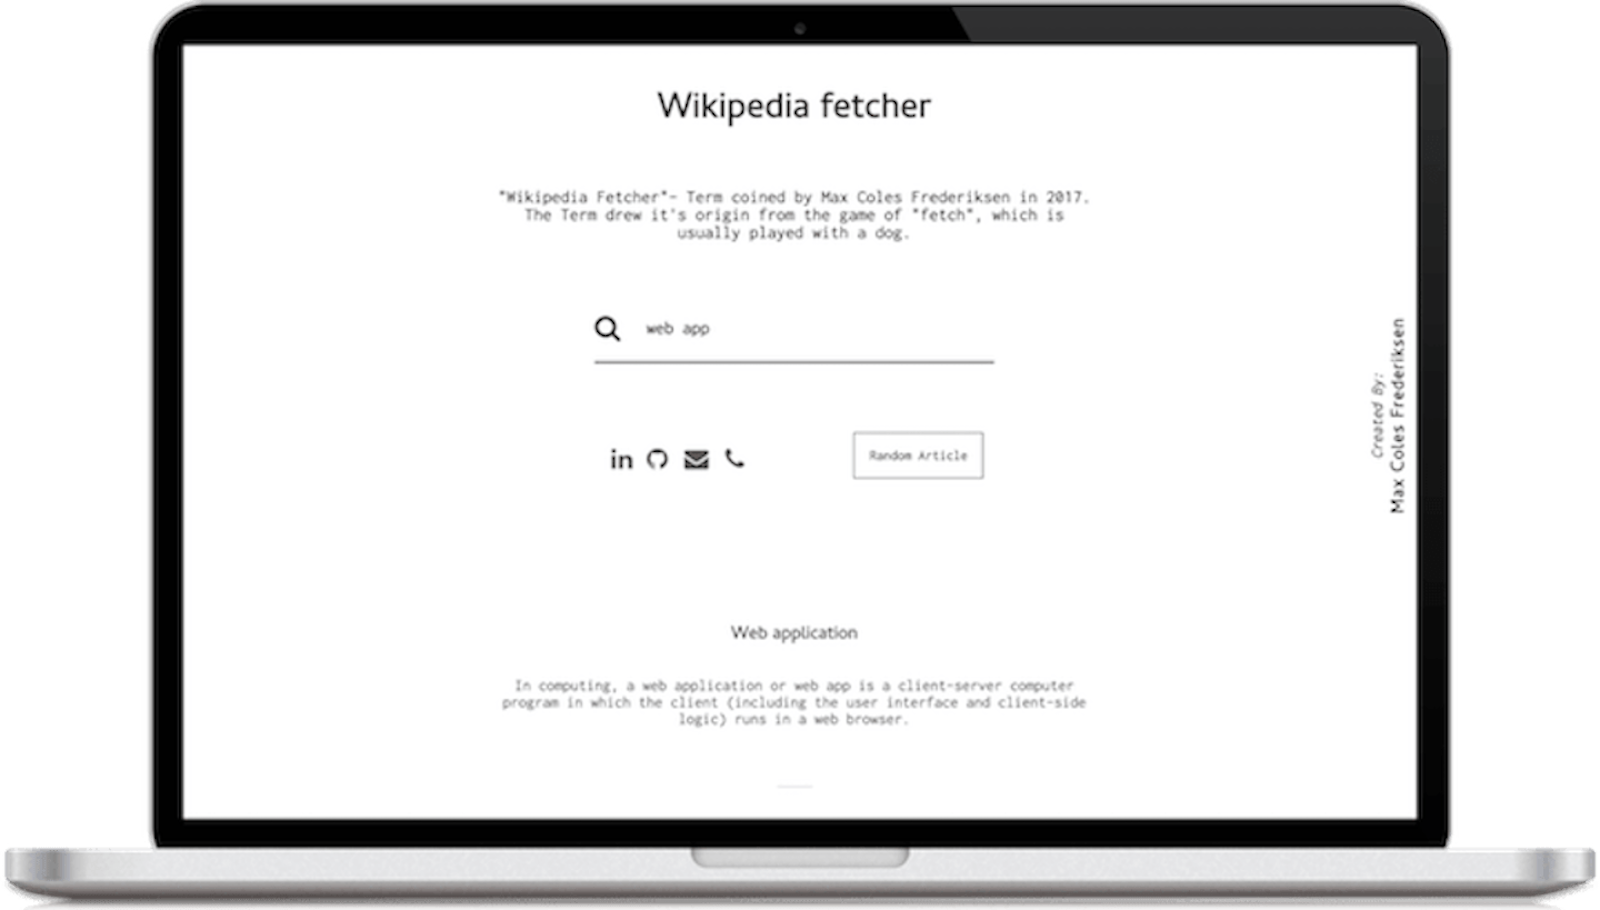 Wikipedia fetcher
"Wikipedia Fetcher"- Term coined by Max Coles Frederiksen in 2017.
The Term drew it's origin from the game of "fetch", which is
usually played with a dog.
web app
in
Random Article
Created By:
Max Coles Frederiksen
Web application
In computing, a web application or web app is a client-server computer
program in which the client (including the user interface and client-side
logic) runs in a web browser.